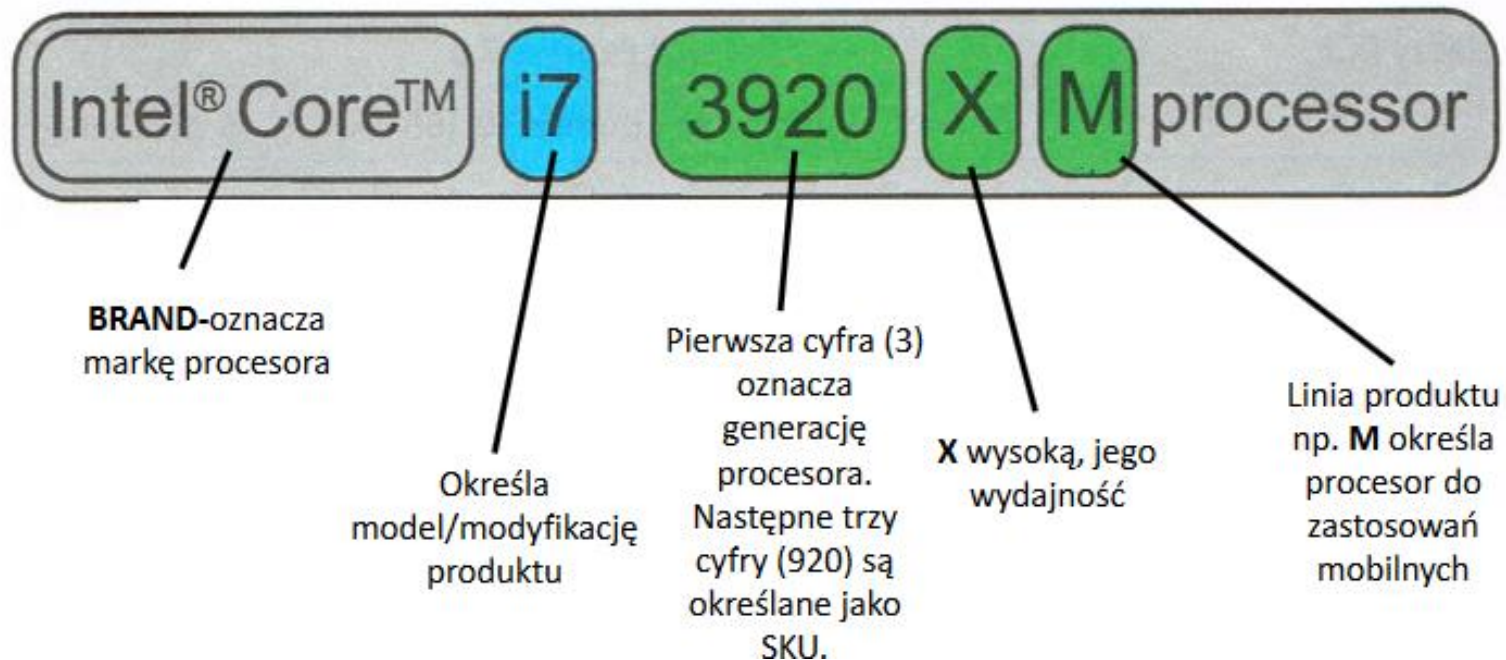 Intel® Core™ i7 3920 X M processor
BRAND-oznacza
markę procesora
Określa
model/modyfikację
produktu
Pierwsza cyfra (3)
oznacza
generację
procesora.
Następne trzy
cyfry (920) są
określane jako
SKU.
X wysoką, jego
wydajność
Linia produktu
np. M określa
procesor do
zastosowań
mobilnych